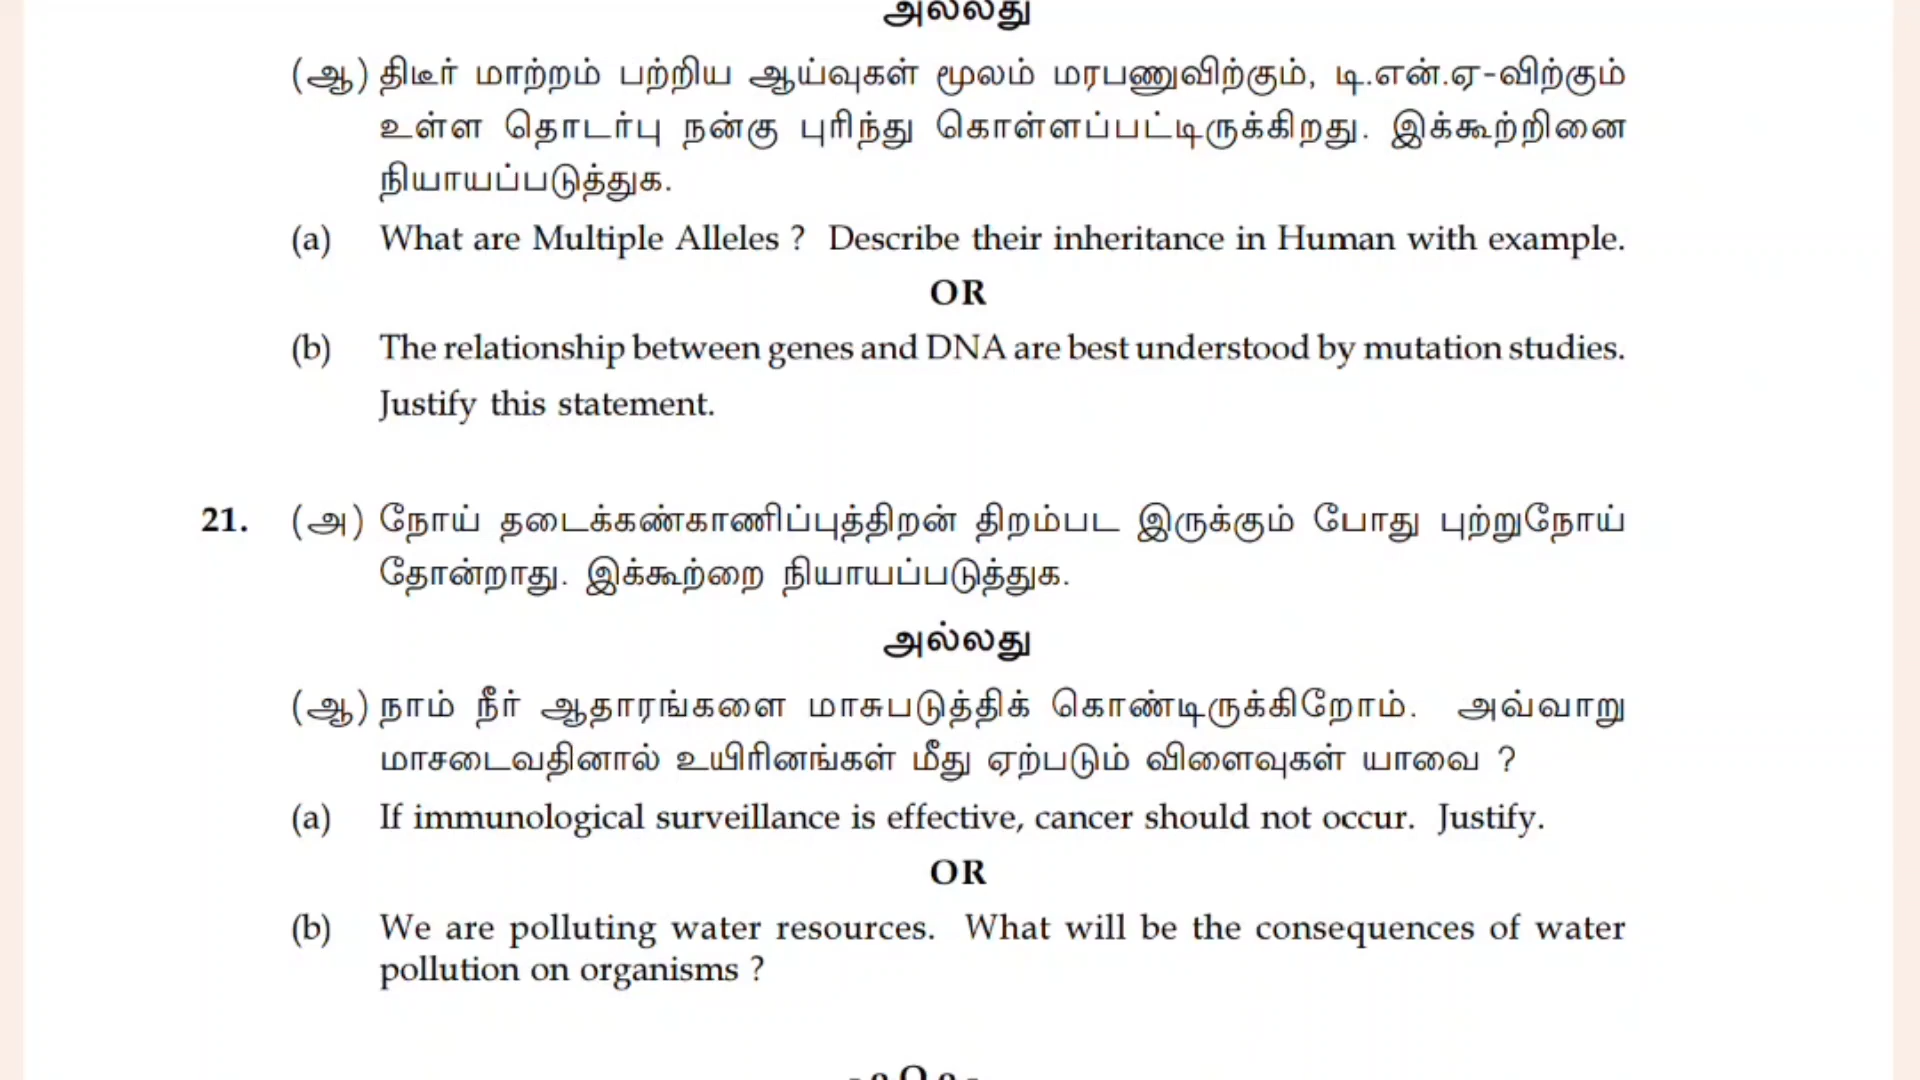 அல்லது
(ஆ) திடீர் மாற்றம் பற்றிய ஆய்வுகள் மூலம் மரபணுவிற்கும், டி.என்.ஏ-விற்கும்
உள்ள தொடர்பு நன்கு புரிந்து கொள்ளப்பட்டிருக்கிறது. இக்கூற்றினை
நியாயப்படுத்துக.
(a) What are Multiple Alleles ? Describe their inheritance in Human with example.
OR
(b) The relationship between genes and DNA are best understood by mutation studies.
Justify this statement.
21. (அ) நோய் தடைக்கண்காணிப்புத்திறன் திறம்பட இருக்கும் போது புற்றுநோய்
தோன்றாது. இக்கூற்றை நியாயப்படுத்துக.
அல்லது
(ஆ) நாம் நீர் ஆதாரங்களை மாசுபடுத்திக் கொண்டிருக்கிறோம். அவ்வாறு
மாசடைவதினால் உயிரினங்கள் மீது ஏற்படும் விளைவுகள் யாவை ?
(a) If immunological surveillance is effective, cancer should not occur. Justify.
OR
(b) We are polluting water resources. What will be the consequences of water
pollution on organisms ?